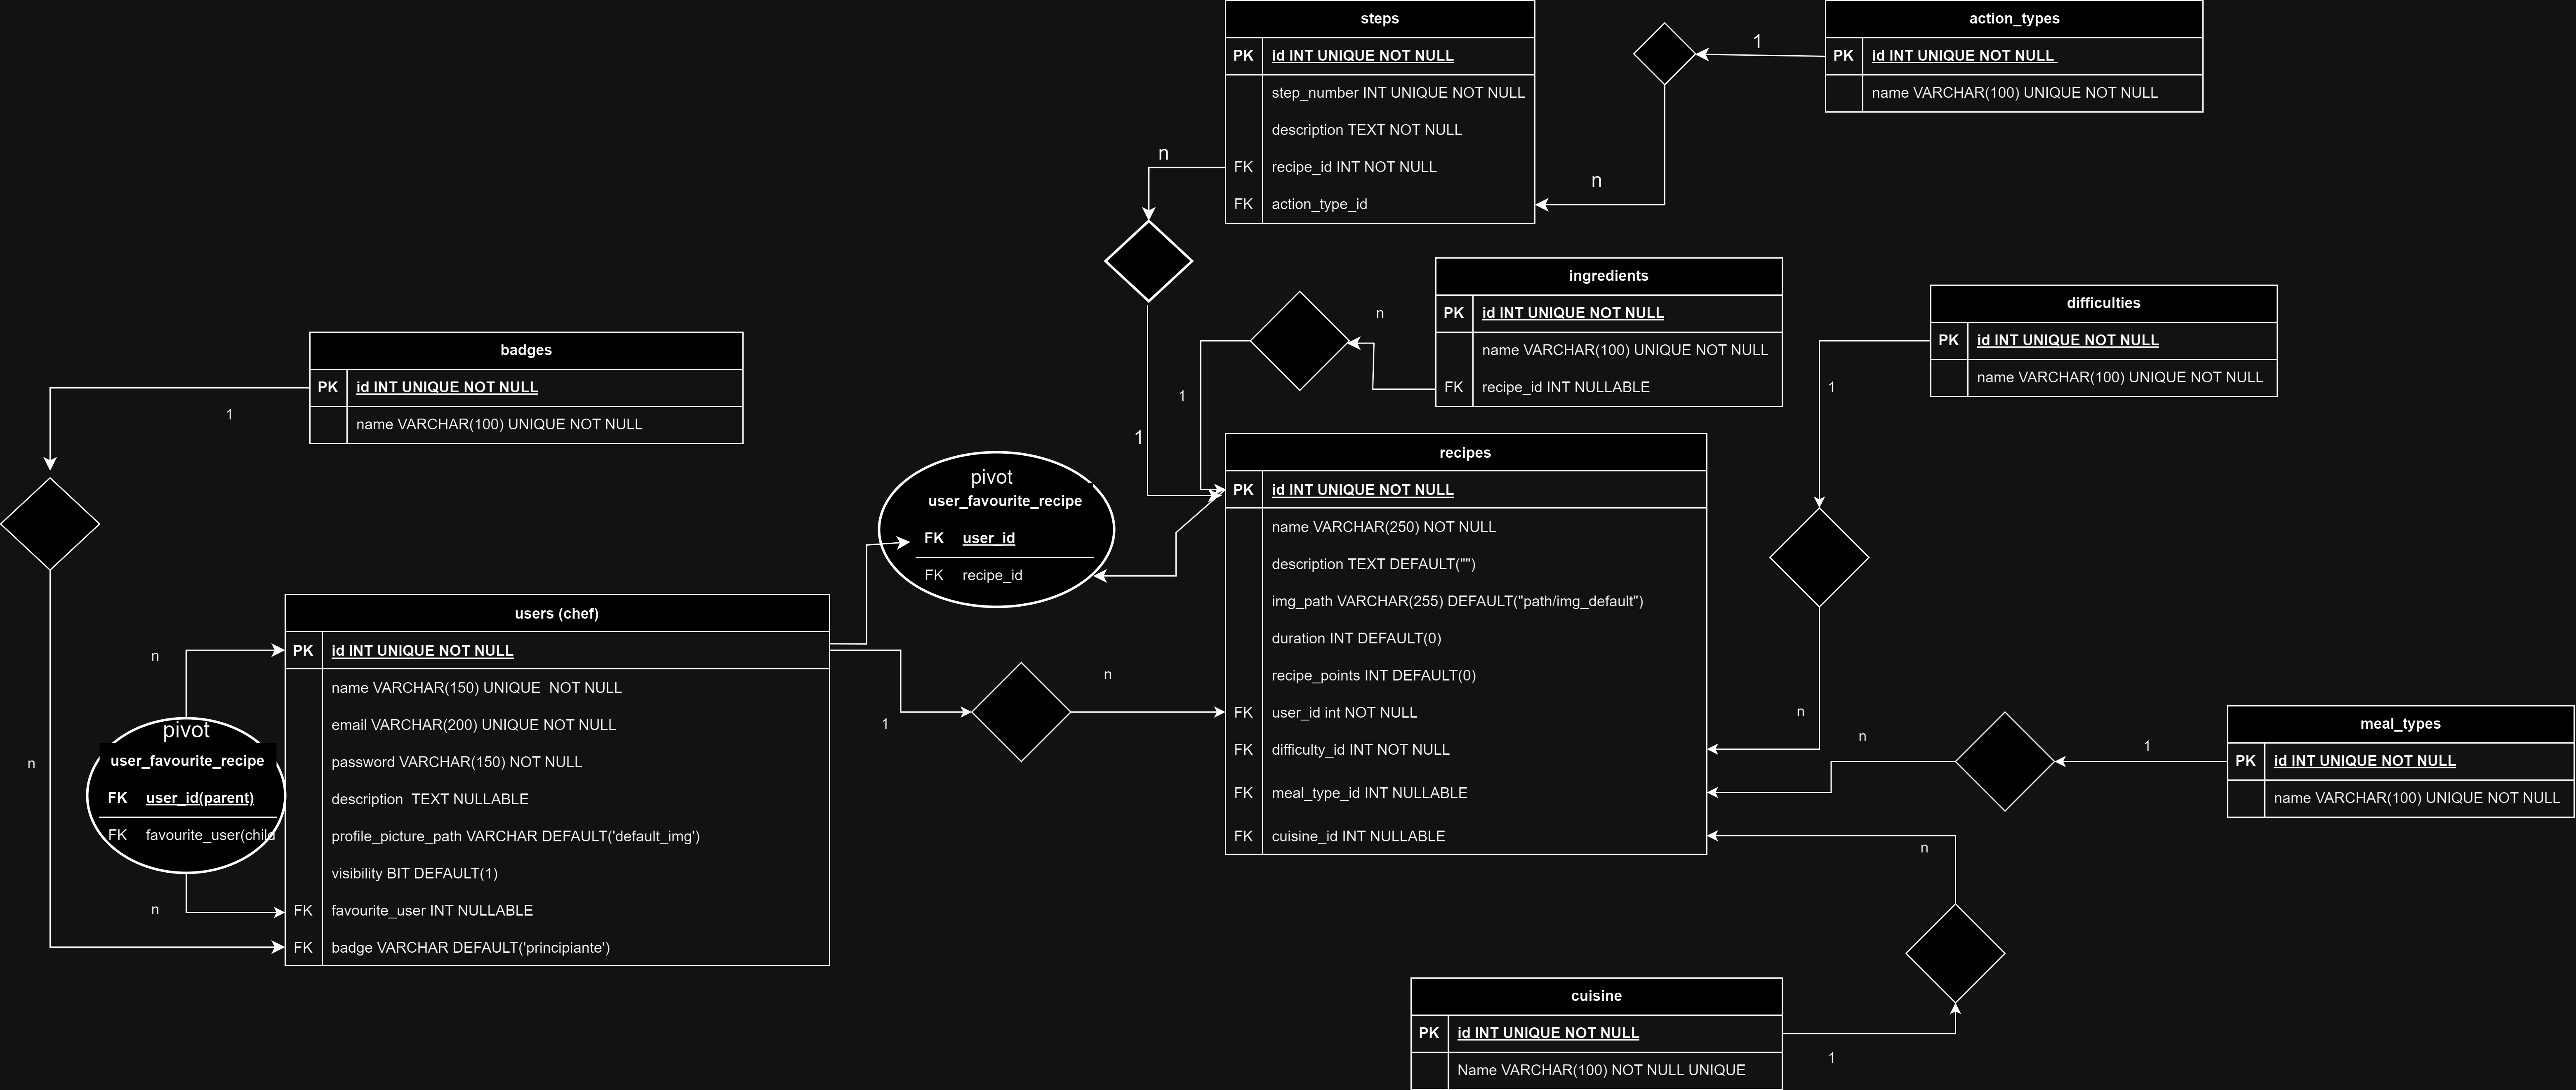 steps
PK id INT UNIQUE NOT NULL
step_number INT UNIQUE NOT NULL
description TEXT NOT NULL
FK recipe_id INT NOT NULL
FK action_type_id
action_types
PK id INT UNIQUE NOT NULL
name VARCHAR(100) UNIQUE NOT NULL
1
n
n
1
ingredients
PK id INT UNIQUE NOT NULL
name VARCHAR(100) UNIQUE NOT NULL
FK recipe_id INT NULLABLE
n
1
difficulties
PK id INT UNIQUE NOT NULL
name VARCHAR(100) UNIQUE NOT NULL
1
n
badges
PK id INT UNIQUE NOT NULL
name VARCHAR(100) UNIQUE NOT NULL
1
n
pivot
user_favourite_recipe
FK user_id
FK recipe_id
recipes
PK id INT UNIQUE NOT NULL
name VARCHAR(250) NOT NULL
description TEXT DEFAULT("")
img_path VARCHAR(255) DEFAULT("path/img_default")
duration INT DEFAULT(0)
recipe_points INT DEFAULT(0)
FK user_id int NOT NULL
FK difficulty_id INT NOT NULL
FK meal_type_id INT NULLABLE
FK cuisine_id INT NULLABLE
users (chef)
PK id INT UNIQUE NOT NULL
name VARCHAR(150) UNIQUE NOT NULL
email VARCHAR(200) UNIQUE NOT NULL
password VARCHAR(150) NOT NULL
description TEXT NULLABLE
profile_picture_path VARCHAR DEFAULT('default_img')
visibility BIT DEFAULT(1)
FK favourite_user INT NULLABLE
FK badge VARCHAR DEFAULT('principiante')
1
n
n
pivot
user_favourite_recipe
FK user_id(parent)
FK favourite_user(child
n
meal_types
PK id INT UNIQUE NOT NULL
name VARCHAR(100) UNIQUE NOT NULL
n
1
cuisine
PK id INT UNIQUE NOT NULL
Name VARCHAR(100) NOT NULL UNIQUE
n
1